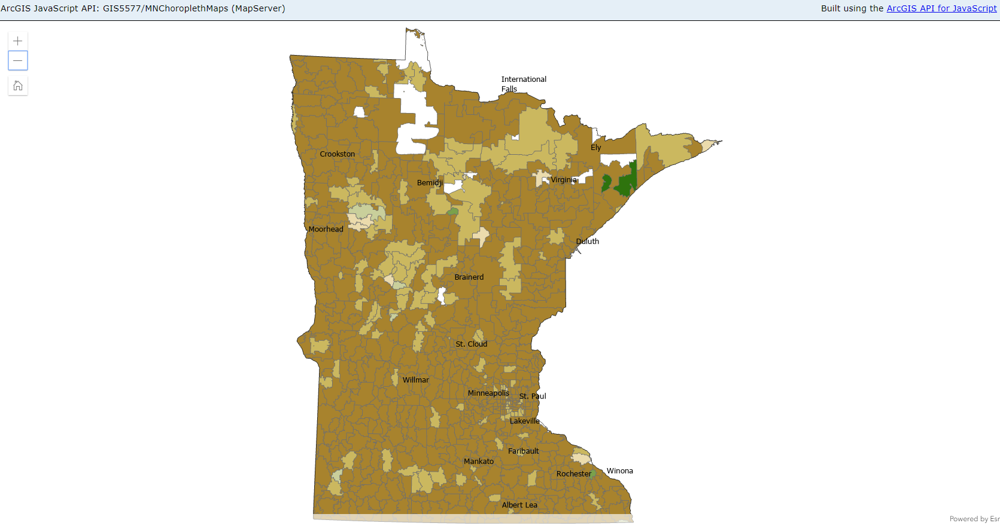 ArcGIS JavaScript API: GIS5577/MNChoroplethMaps (MapServer)
Built using the ArcGIS API for JavaScript
International
Falls
Ely
Crookston
Virginia
Bemidji
Moorhead
Duluth
Brainerd
St. Cloud
Willmar
Minneapolis
St. Paul
Lakeville
Faribault
Mankato
Winona
Rochester
Albert Lea
Powered by Esr